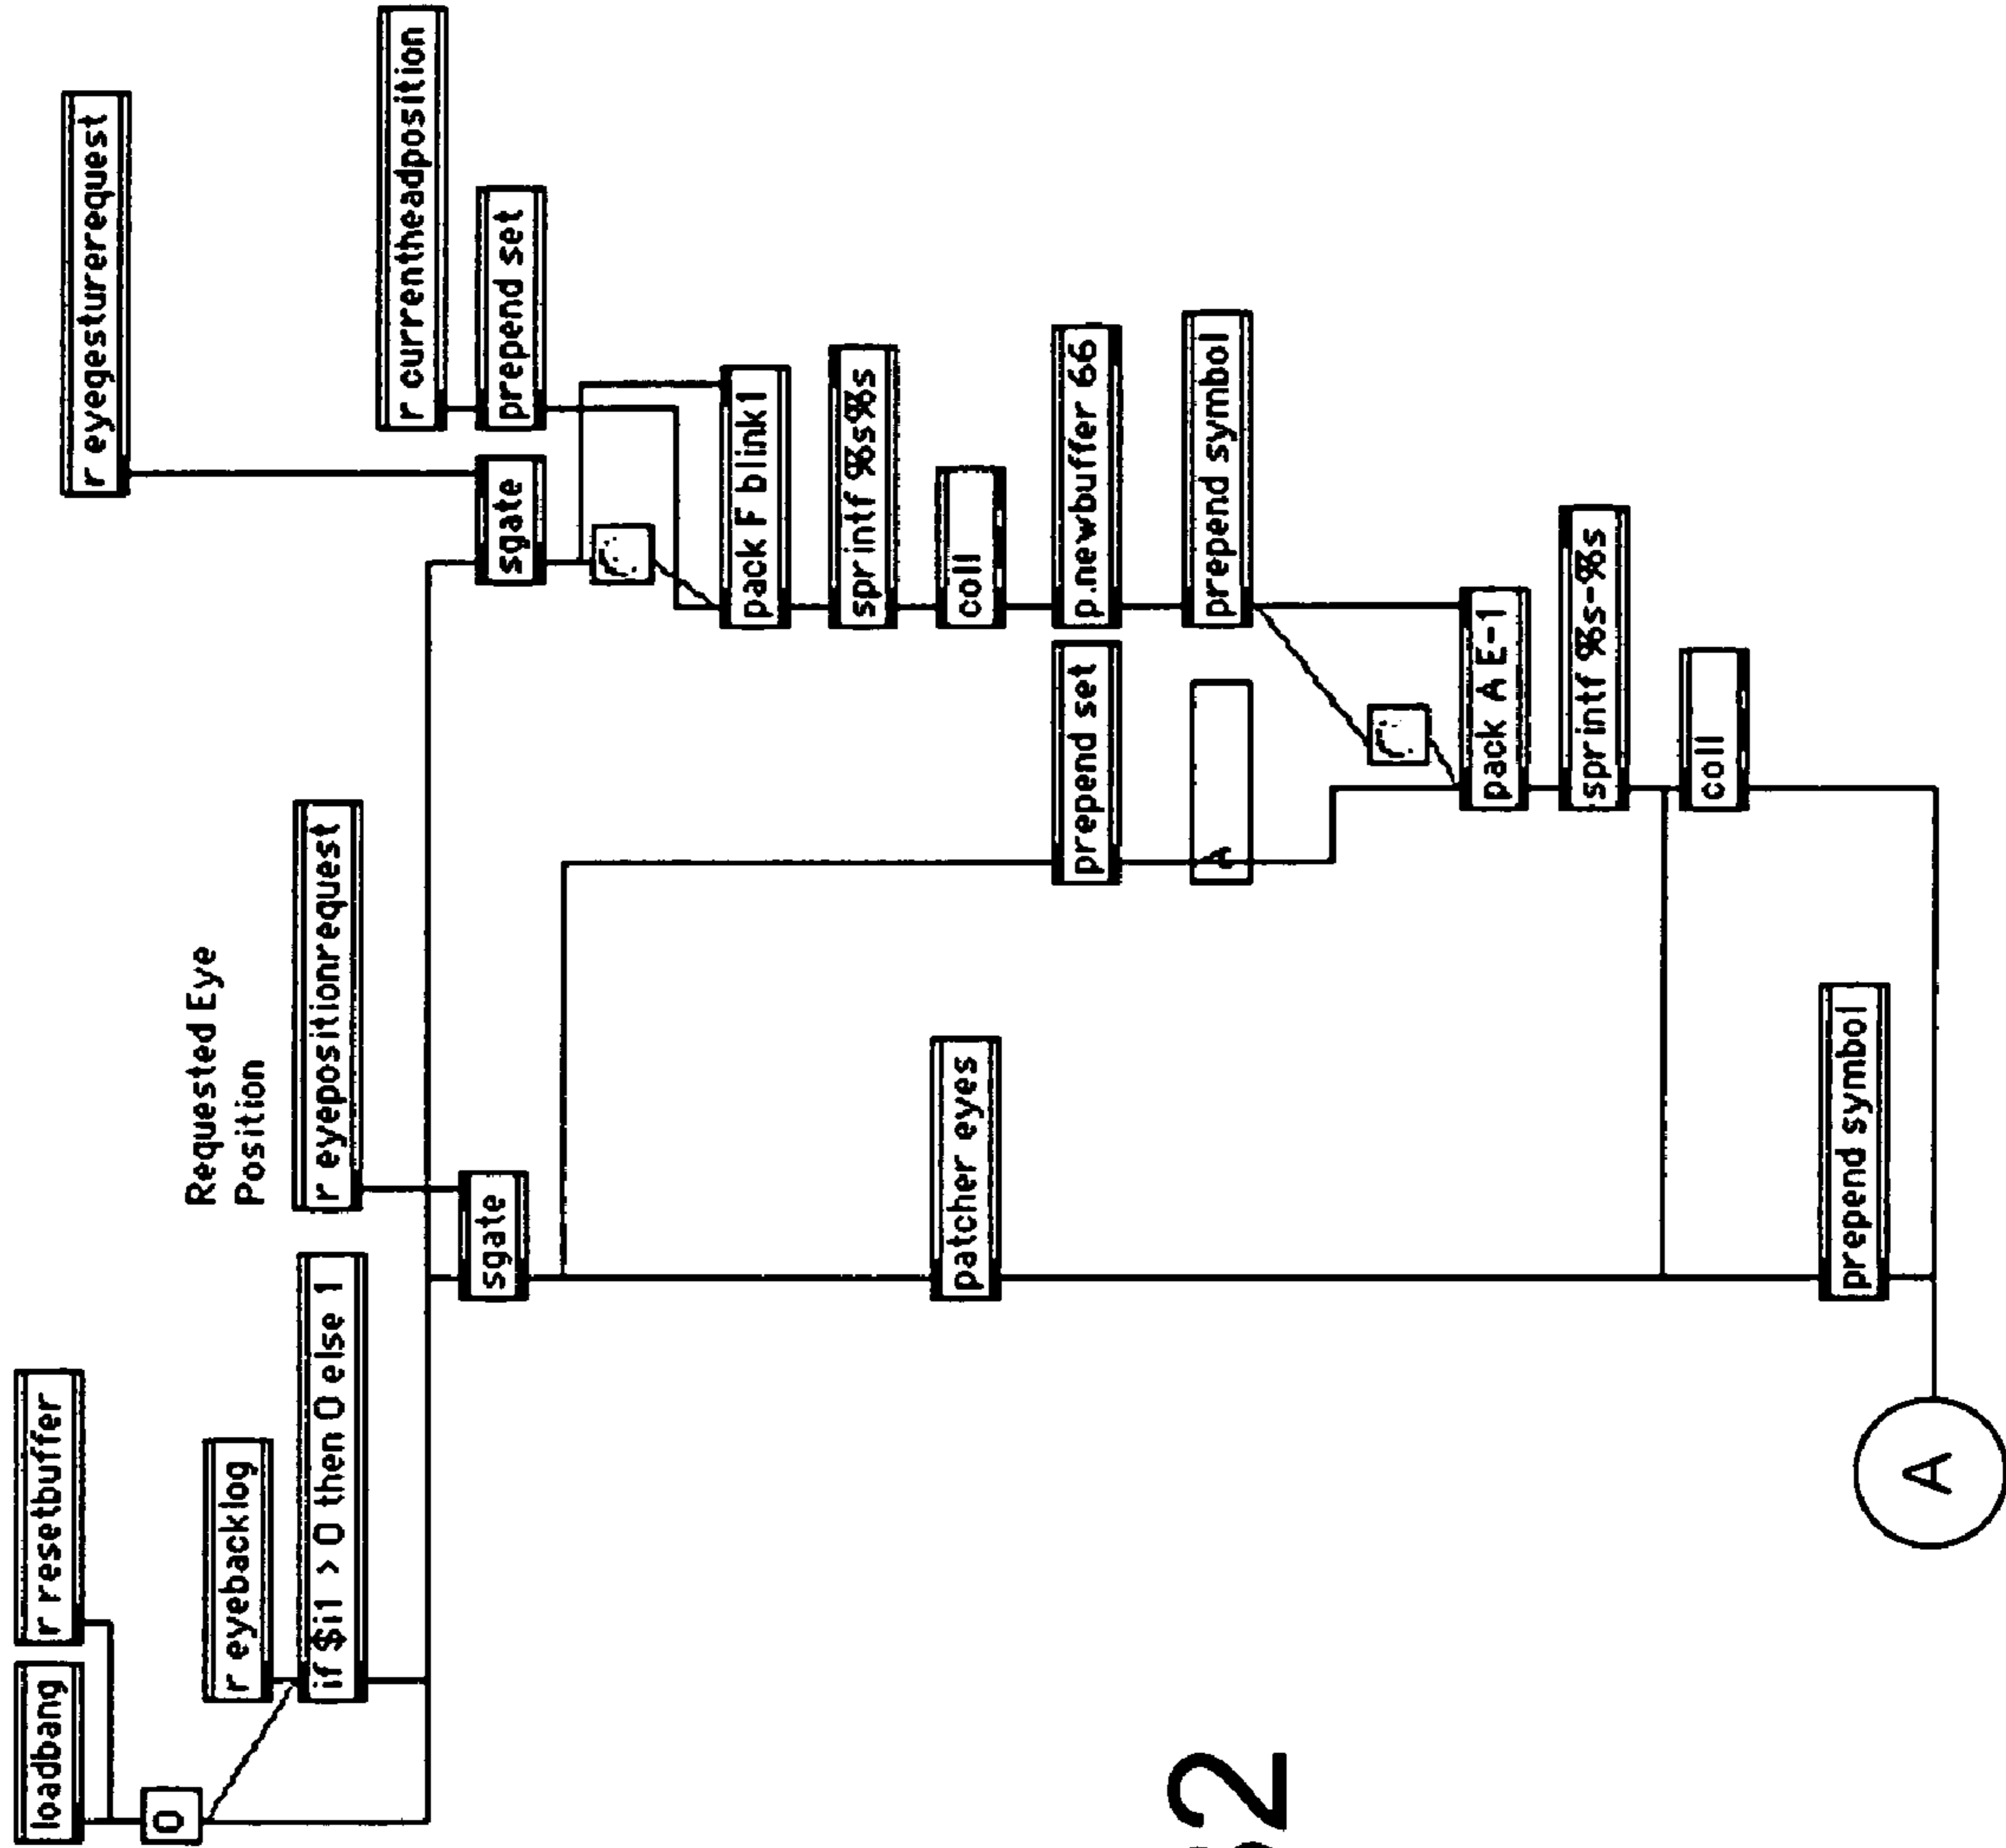 loadbang
r resetbuffer
0
r eyebacklog
if $i1 > 0 then 0 else 1
Requested Eye
Position
r eyepositionrequest
r eyegesturerequest
r currentheadposition
prepend set
sgate
sgate
pack F blink1
sprintf %s%s
coll
patcher eyes
prepend set
p.newbuffer 66
A
prepend symbol
pack A E-1
sprintf %s-%s
coll
prepend symbol
A